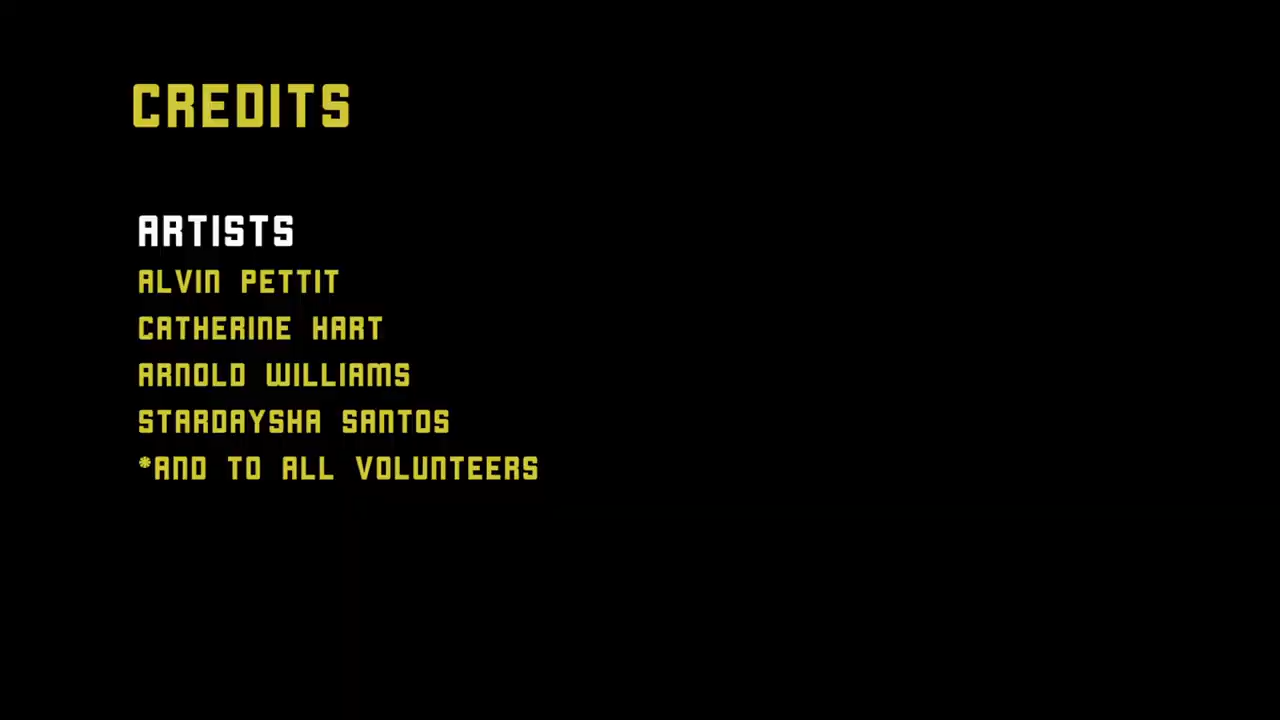 CREDITS
ARTISTS
ALVIN PETTIT
CATHERINE HART
ARNOLD WILLIAMS
STARDAYSHA SANTOS
*AND TO ALL VOLUNTEERS